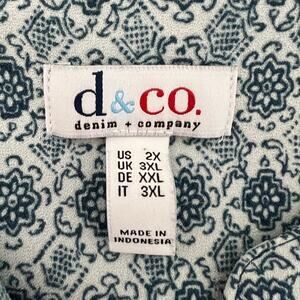 d&co.
denim + company
US 2X
UK 3XL
DE XXL
IT 3XL
MADE IN
INDONESIA